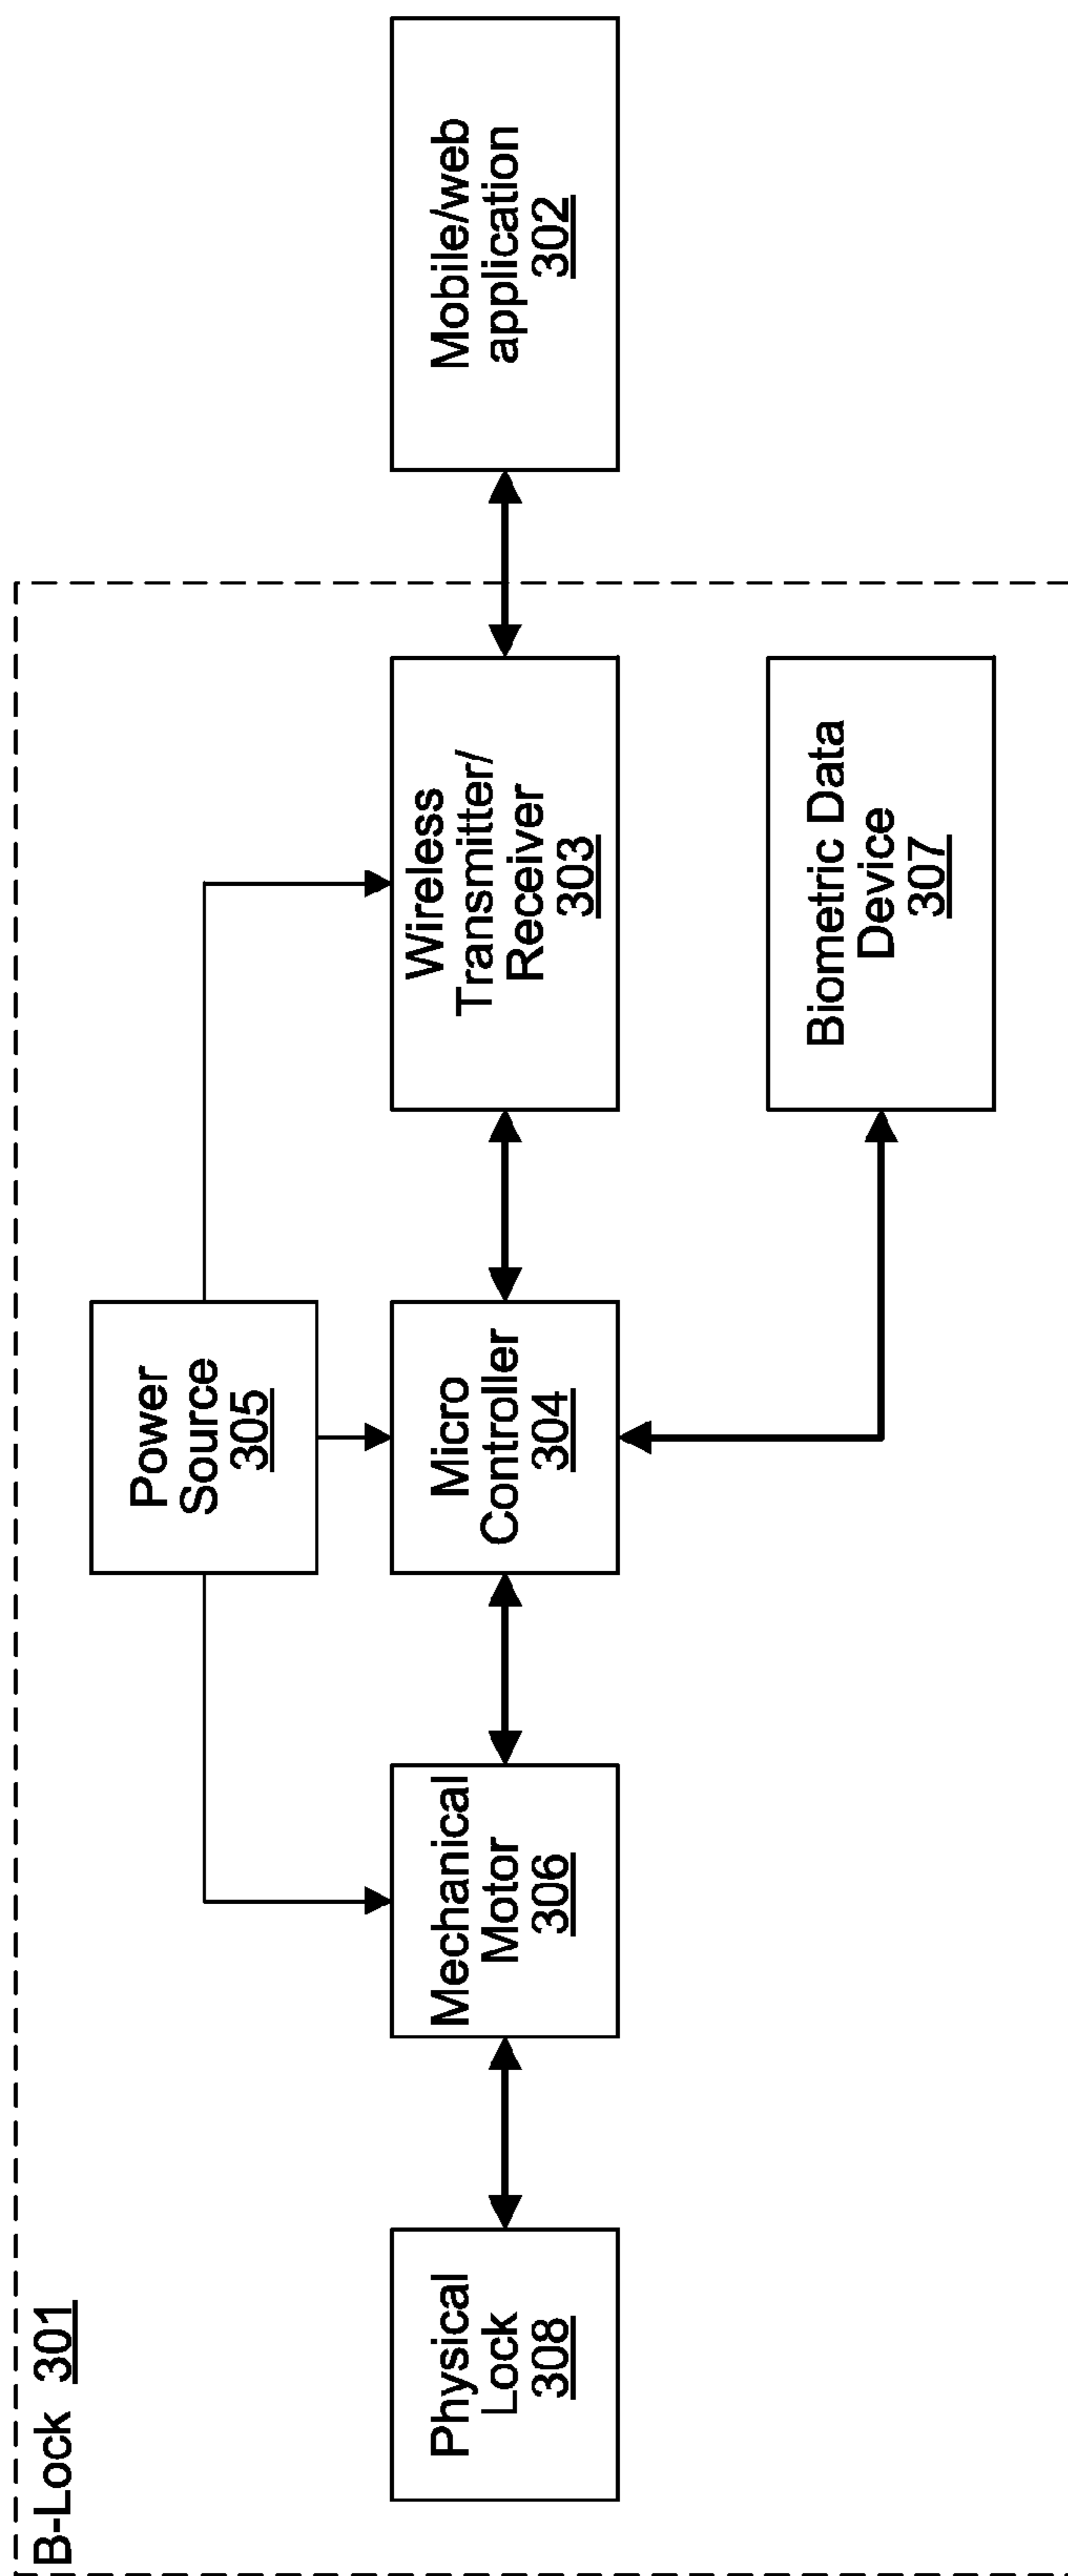 B-Lock 301
Power
Source
305
Physical
Lock
308
Mechanical
Motor
306
Micro
Controller
304
Wireless
Transmitter/
Receiver
303
Mobile/web
application
302
Biometric Data
Device
307